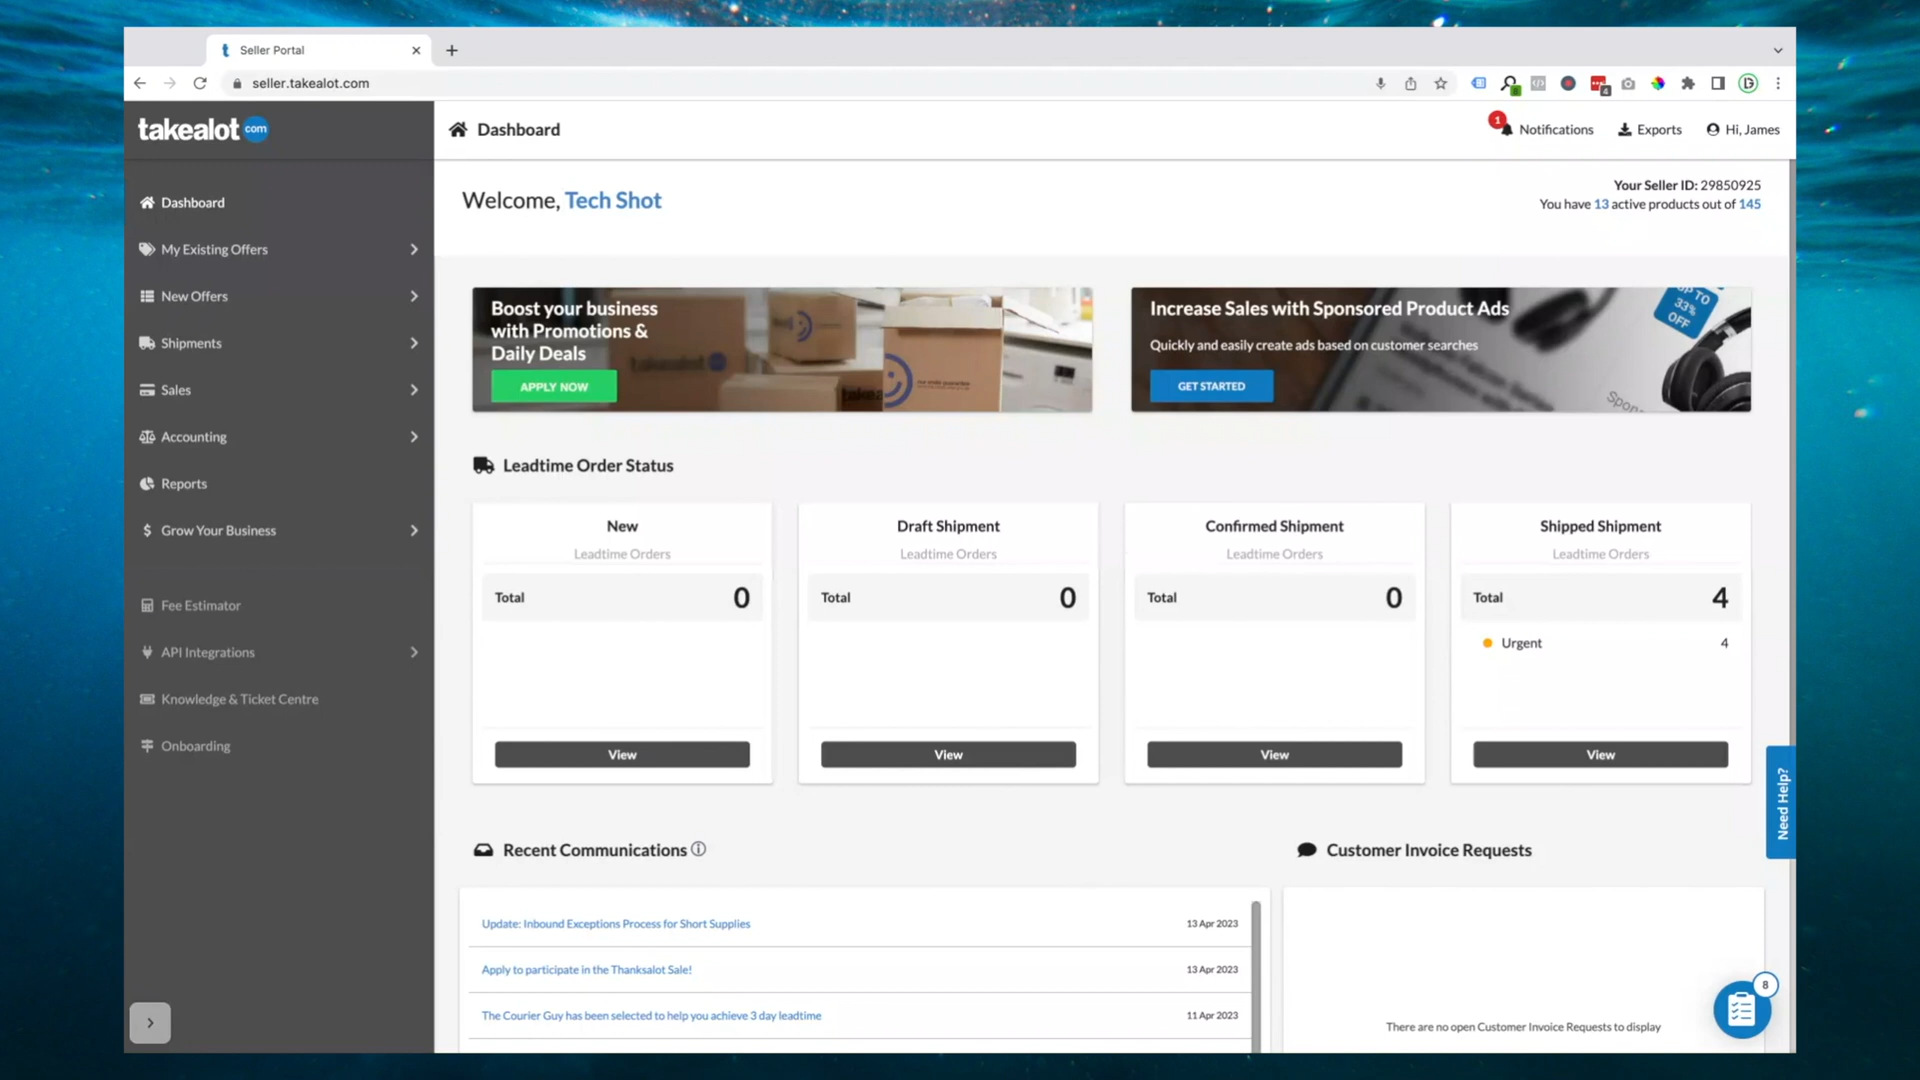 Seller Portal
seller.takealot.com
takealot com
Dashboard
1
Notifications
Exports
Hi, James
Dashboard
My Existing Offers
New Offers
Shipments
Sales
Accounting
Reports
Grow Your Business
Fee Estimator
API Integrations
Knowledge & Ticket Centre
Onboarding
Welcome, Tech Shot
Your Seller ID: 29850925
You have 13 active products out of 145
Boost your business
with Promotions &
Daily Deals
APPLY NOW
Increase Sales with Sponsored Product Ads
Quickly and easily create ads based on customer searches
GET STARTED
UP TO
33%
OFF
Leadtime Order Status
New
Leadtime Orders
Total 0
View
Draft Shipment
Leadtime Orders
Total 0
View
Confirmed Shipment
Leadtime Orders
Total 0
View
Shipped Shipment
Leadtime Orders
Total 4
Urgent 4
View
Need Help?
Recent Communications
Update: Inbound Exceptions Process for Short Supplies 13 Apr 2023
Apply to participate in the Thanksalot Sale! 13 Apr 2023
The Courier Guy has been selected to help you achieve 3 day leadtime 11 Apr 2023
Customer Invoice Requests
There are no open Customer Invoice Requests to display
8